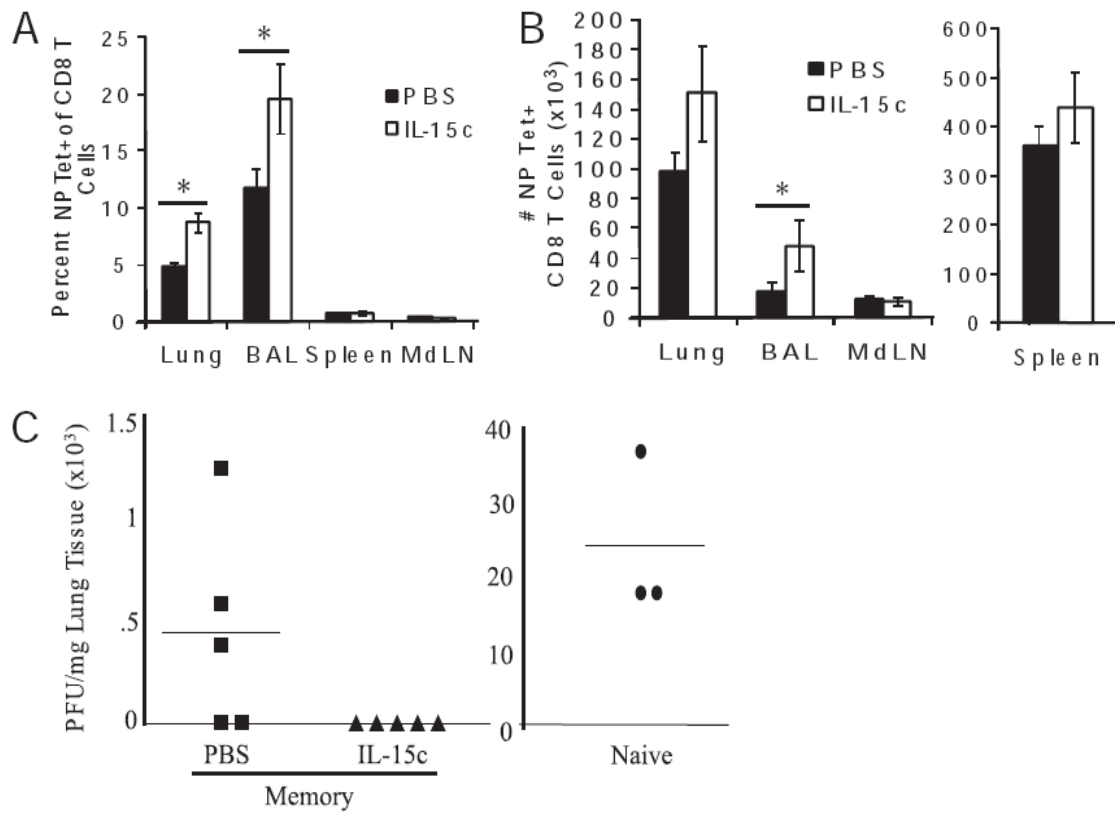 A
Percent NP Tet+ of CD8 T
Cells
25
20
15
10
5
0
*
*
PBS
IL-15c
Lung BAL Spleen MdLN
B
# NP Tet+
CD8 T Cells (x10³)
200
180
160
140
120
100
80
60
40
20
0
*
PBS
IL-15c
Lung BAL MdLN
600
500
400
300
200
100
0
Spleen
C
PFU/mg Lung Tissue (x10³)
1.5
1
.5
0
PBS IL-15c
Memory
40
30
20
10
0
Naive